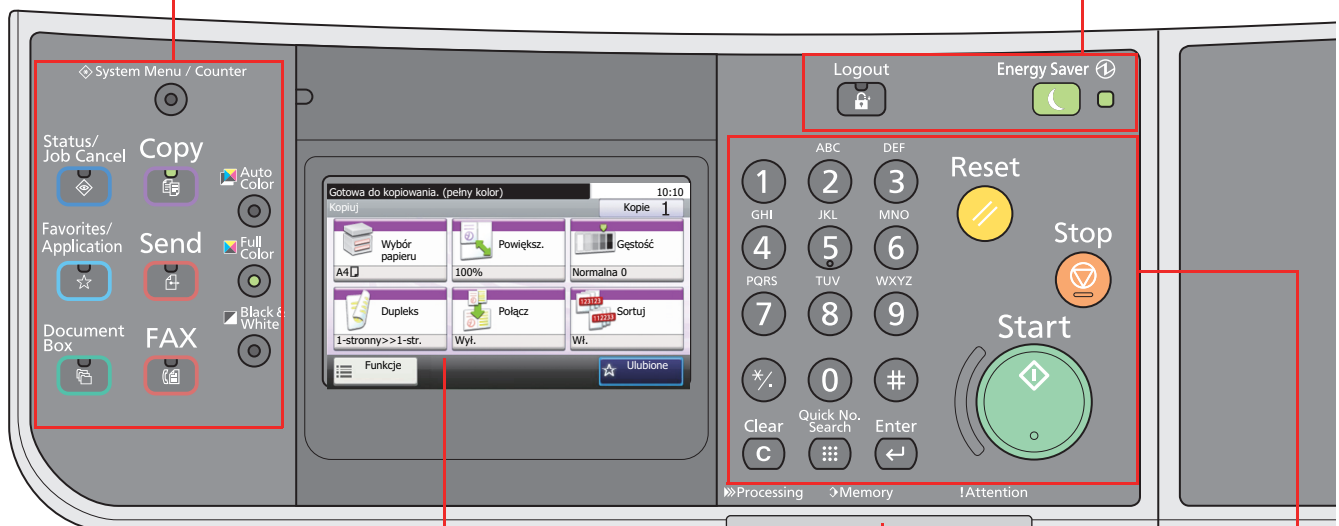 System Menu / Counter
Status/
Job Cancel
Copy
Auto
Color
Favorites/
Application
Send
Full
Color
Document
Box
FAX
Black &
White
Gotowa do kopiowania. (pełny kolor)
10:10
Kopiuj
Kopie 1
Wybór
papieru
A4
Powiększ.
100%
Gęstość
Normalna 0
Dupleks
1-stronny>>1-str.
Połącz
Wył.
123123
112233
Sortuj
Wł.
Funkcje
Ulubione
Logout
Energy Saver
ABC DEF
1 2 3
GHI JKL MNO
4 5 6
PQRS TUV WXYZ
7 8 9
*/. 0 #
Clear
Quick No.
Search
Enter
C
Reset
Stop
Start
Processing
Memory
!Attention